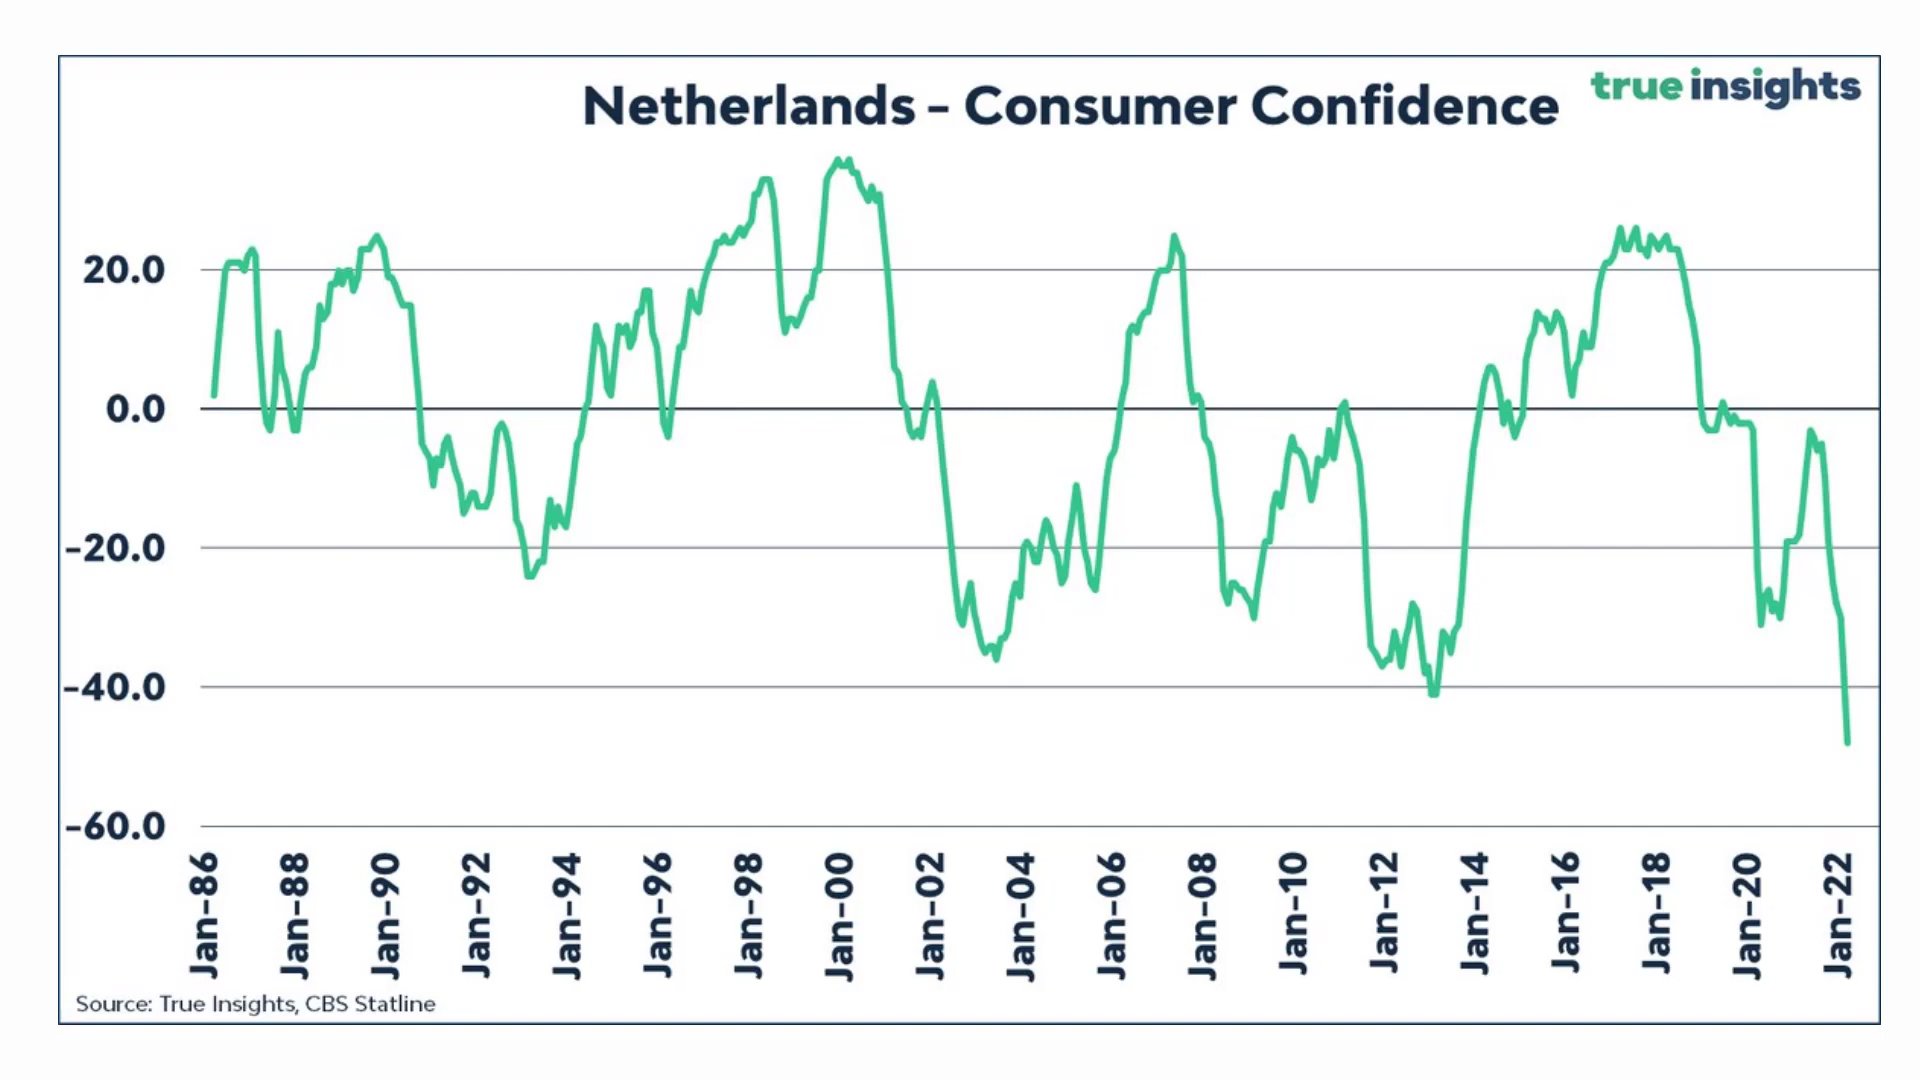 Netherlands – Consumer Confidence
true insights
20.0
0.0
–20.0
–40.0
–60.0
Jan–86
Jan–88
Jan–90
Jan–92
Jan–94
Jan–96
Jan–98
Jan–00
Jan–02
Jan–04
Jan–06
Jan–08
Jan–10
Jan–12
Jan–14
Jan–16
Jan–18
Jan–20
Jan–22
Source: True Insights, CBS Statline